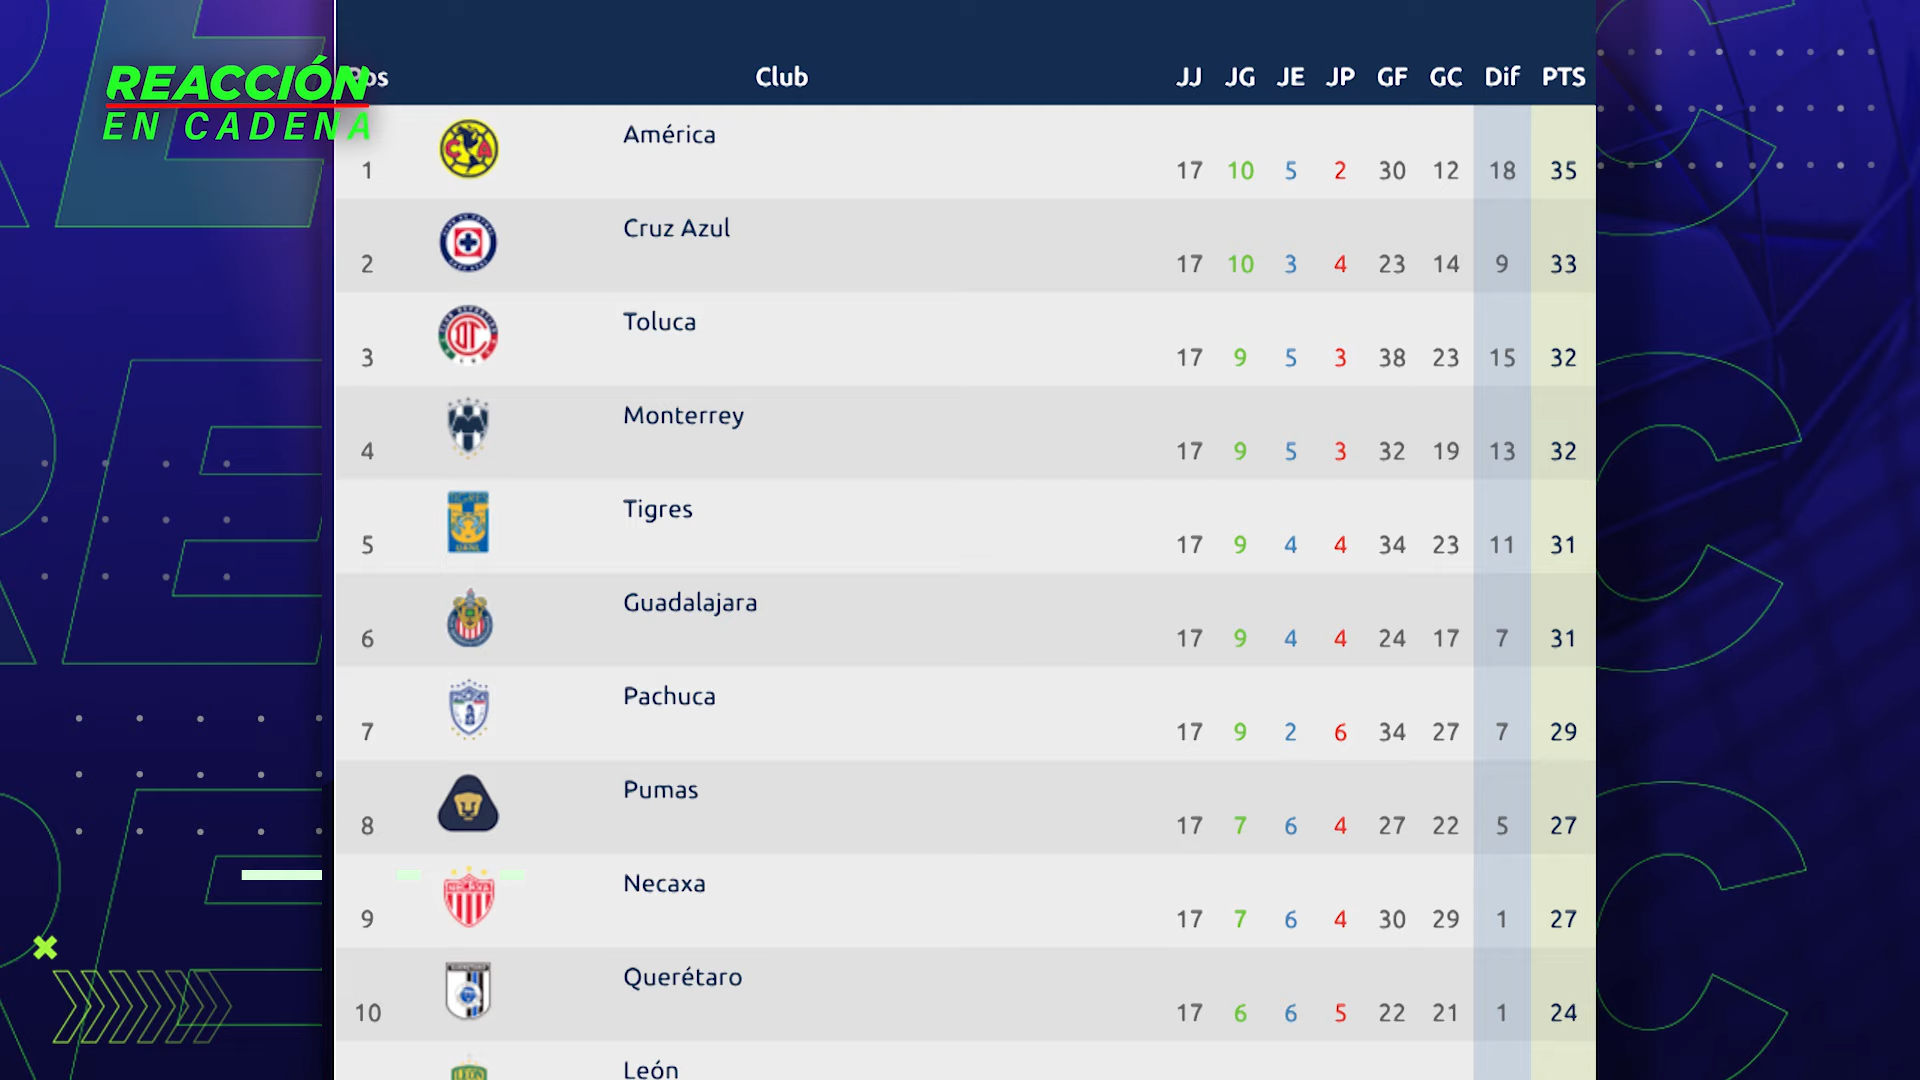 REACCIÓN
EN CADENA
Pos Club JJ JG JE JP GF GC Dif PTS
1 América 17 10 5 2 30 12 18 35
2 Cruz Azul 17 10 3 4 23 14 9 33
3 Toluca 17 9 5 3 38 23 15 32
4 Monterrey 17 9 5 3 32 19 13 32
5 Tigres 17 9 4 4 34 23 11 31
6 Guadalajara 17 9 4 4 24 17 7 31
7 Pachuca 17 9 2 6 34 27 7 29
8 Pumas 17 7 6 4 27 22 5 27
9 Necaxa 17 7 6 4 30 29 1 27
10 Querétaro 17 6 6 5 22 21 1 24
León